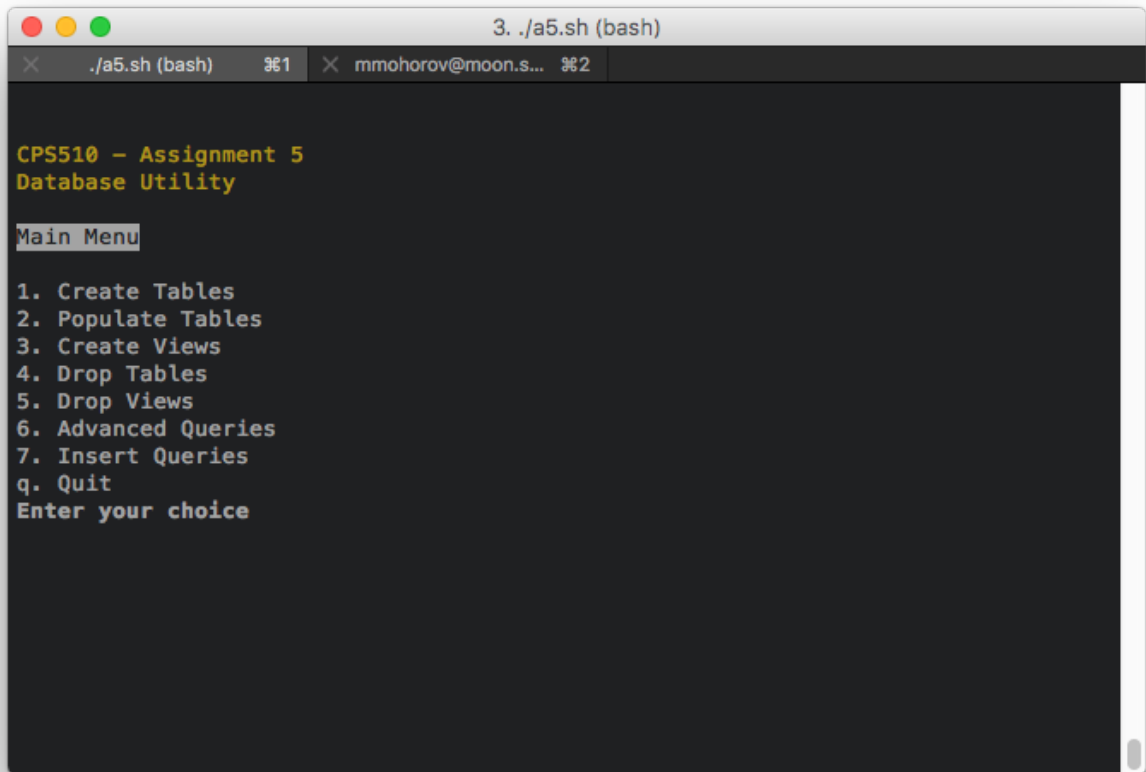 3. ./a5.sh (bash)
./a5.sh (bash) ⌘1 mmohorov@moon.s... ⌘2
CPS510 – Assignment 5
Database Utility
Main Menu
1. Create Tables
2. Populate Tables
3. Create Views
4. Drop Tables
5. Drop Views
6. Advanced Queries
7. Insert Queries
q. Quit
Enter your choice